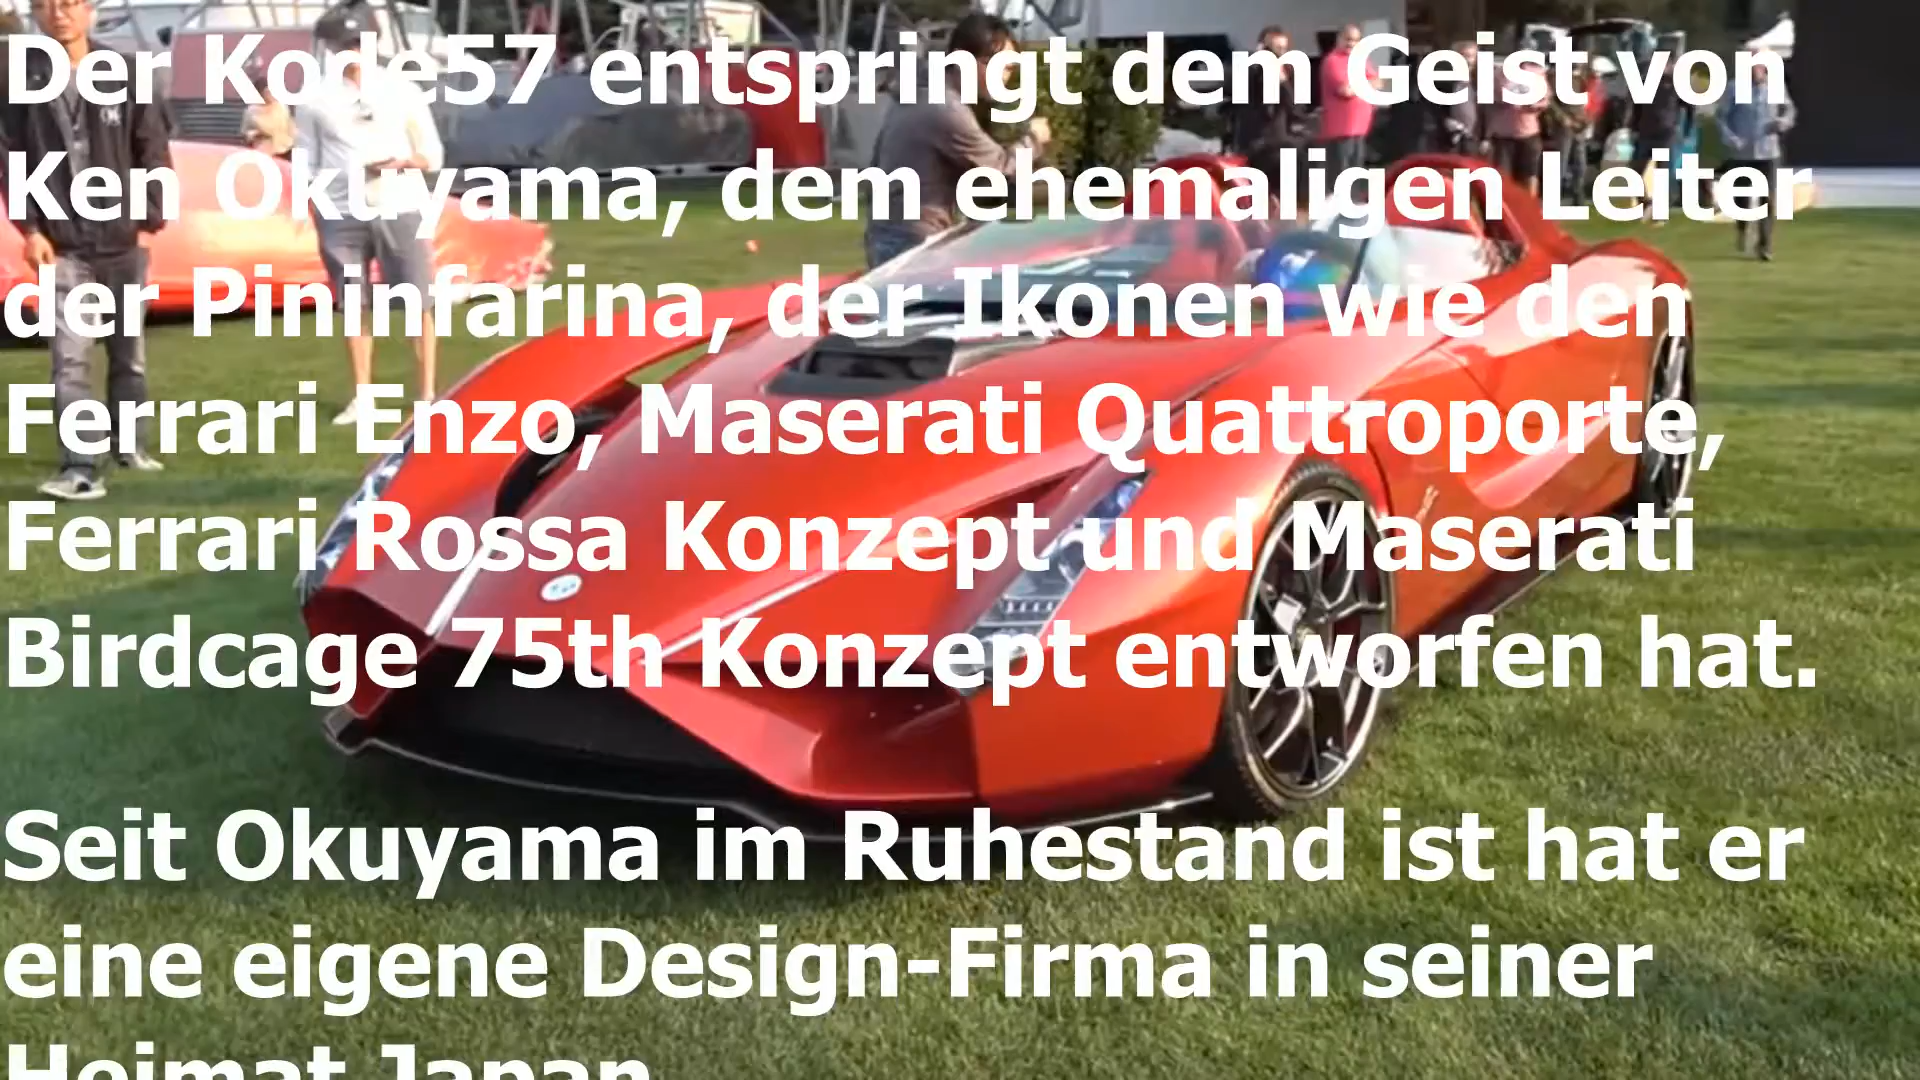 Der Kode57 entspringt dem Geist von
Ken Okuyama, dem ehemaligen Leiter
der Pininfarina, der Ikonen wie den
Ferrari Enzo, Maserati Quattroporte,
Ferrari Rossa Konzept und Maserati
Birdcage 75th Konzept entworfen hat.
Seit Okuyama im Ruhestand ist hat er
eine eigene Design-Firma in seiner
Heimat Japan